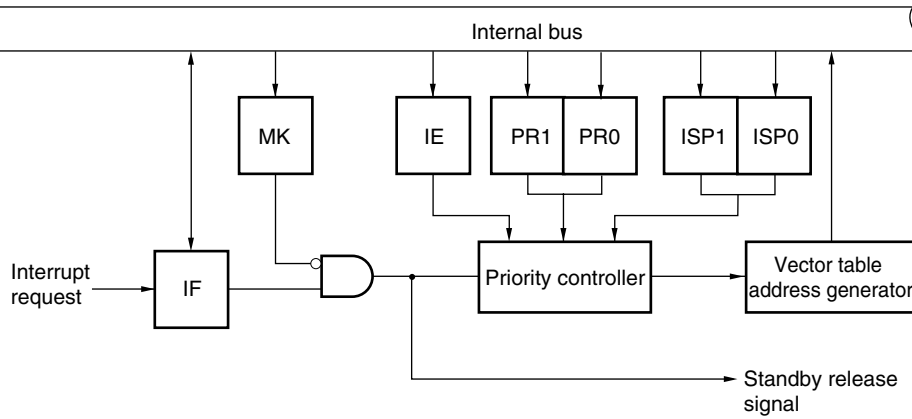 Internal bus
MK
IE
PR1
PR0
ISP1
ISP0
Interrupt
request
IF
Priority controller
Vector table
address generator
Standby release
signal